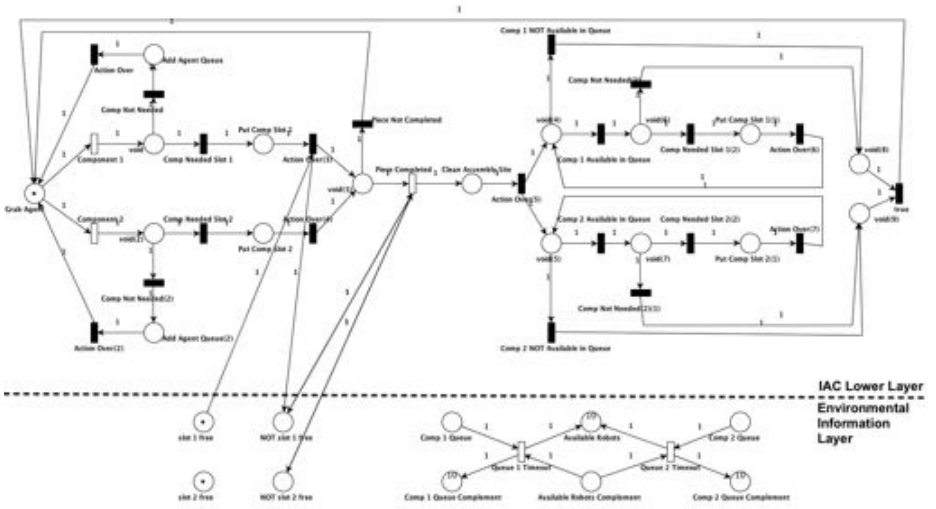 1
1
Comp 1 NOT Available in Queue
Add Agent Queue
Action Over
Comp Not Needed
Component 1
void
Comp Needed Slot 1
Put Comp Slot 1
Action Over(3)
Piece Not Completed
void(3)
Piece Completed
Clean Assembly Site
Action Over(5)
Grab Agent
Component 2
void(2)
Comp Needed Slot 2
Put Comp Slot 2
Action Over(4)
Comp Not Needed(2)
Add Agent Queue(2)
Action Over(2)
void(4)
Comp 1 Available in Queue
void(6)
Comp Needed Slot 1(2)
Put Comp Slot 1(1)
Action Over(6)
void(8)
true
void(9)
Comp 2 Available in Queue
void(5)
void(7)
Comp Needed Slot 2(2)
Put Comp Slot 2(1)
Action Over(7)
Comp Not Needed(2)(1)
Comp 2 NOT Available in Queue
IAC Lower Layer
Environmental
Information
Layer
slot 1 free
NOT slot 1 free
slot 2 free
NOT slot 2 free
Comp 1 Queue
10
Available Robots
Comp 2 Queue
Queue 1 Timeout
Queue 2 Timeout
10
10
Comp 1 Queue Complement
Available Robots Complement
Comp 2 Queue Complement